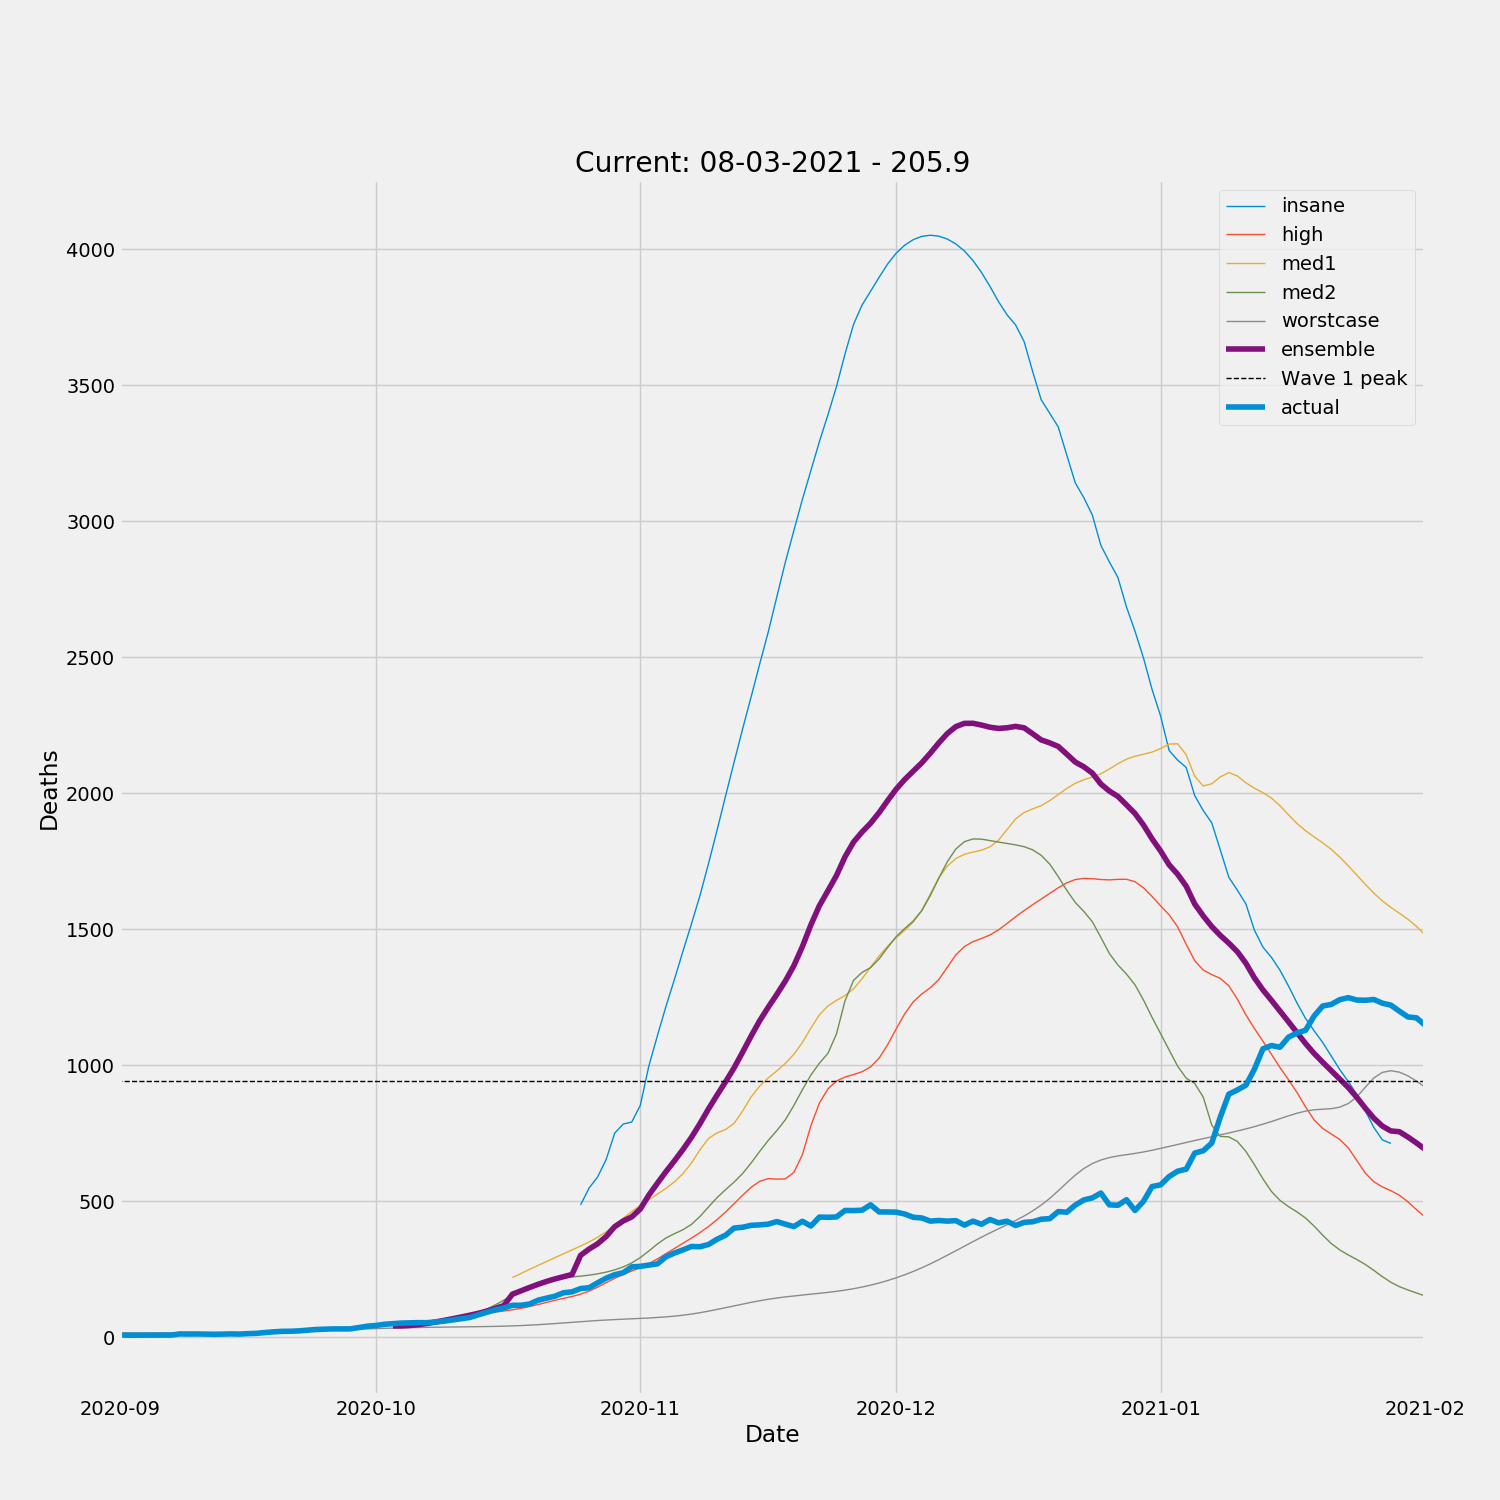 Current: 08-03-2021 - 205.9
insane
high
med1
med2
worstcase
ensemble
Wave 1 peak
actual
4000
3500
3000
2500
2000
1500
1000
500
0
Deaths
2020-09 2020-10 2020-11 2020-12 2021-01 2021-02
Date